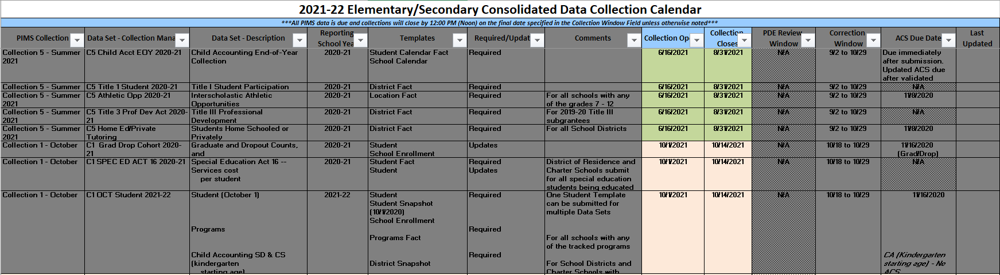 2021-22 Elementary/Secondary Consolidated Data Collection Calendar
***All PIMS data is due and collections will close by 12:00 PM (Noon) on the final date specified in the Collection Window Field unless otherwise noted***
PIMS Collection Data Set - Collection Mana Data Set - Description Reporting School Yea Templates Required/Updat Comments Collection Op Collection Closes PDE Review Window Correction Window ACS Due Date Last Updated
Collection 5 - Summer C5 Child Acct EOY 2020-21 Child Accounting End-of-Year 2020-21 Student Calendar Fact Required 6/16/2021 8/31/2021 N/A 9/2 to 10/29 Due immediately
2021 Collection School Calendar after submission.
Updated ACS due
after validated
Collection 5 - Summer C5 Title 1 Student 2020-21 Title I Student Participation 2020-21 District Fact Required 6/16/2021 8/31/2021 N/A 9/2 to 10/29 N/A
Collection 5 - Summer C5 Athletic Opp 2020-21 Interscholastic Athletic 2020-21 Location Fact Required For all schools with any 6/16/2021 8/31/2021 N/A 9/2 to 10/29 11/8/2020
2021 Opportunities of the grades 7 - 12
Collection 5 - Summer C5 Title 3 Prof Dev Act 2020- Title III Professional 2020-21 District Fact Required For 2019-20 Title III 6/16/2021 8/31/2021 N/A 9/2 to 10/29 N/A
2021 21 Development subgrantees
Collection 5 - Summer C5 Home Ed/Private Students Home Schooled or 2020-21 District Fact Required For all School Districts 6/16/2021 8/31/2021 N/A 9/2 to 10/29 11/8/2020
2021 Tutoring Privately
Collection 1 - October C1 Grad Drop Cohort 2020- Graduate and Dropout Counts, 2020-21 Student Updates 10/1/2021 10/14/2021 N/A 10/18 to 10/29 11/16/2020
21 and School Enrollment (Grad/Drop)
Collection 1 - October C1 SPEC ED ACT 16 2020-21 Special Education Act 16 -- 2020-21 Student Fact Required District of Residence and 10/1/2021 10/14/2021 N/A 10/18 to 10/29 N/A
Services cost Student Updates Charter Schools submit
per student for all special education
students being educated
Collection 1 - October C1 OCT Student 2021-22 Student (October 1) 2021-22 Student Required One Student Template 10/1/2021 10/14/2021 N/A 10/18 to 10/29 11/16/2020
Student Snapshot can be submitted for
(10/1/2020) multiple Data Sets
School Enrollment
Programs Required
Programs Fact For all schools with any
of the tracked programs
Child Accounting SD & CS Required CA (Kindergarten
(kindergarten District Snapshot For School Districts and starting age) - No
starting age) Charter Schools with ACS